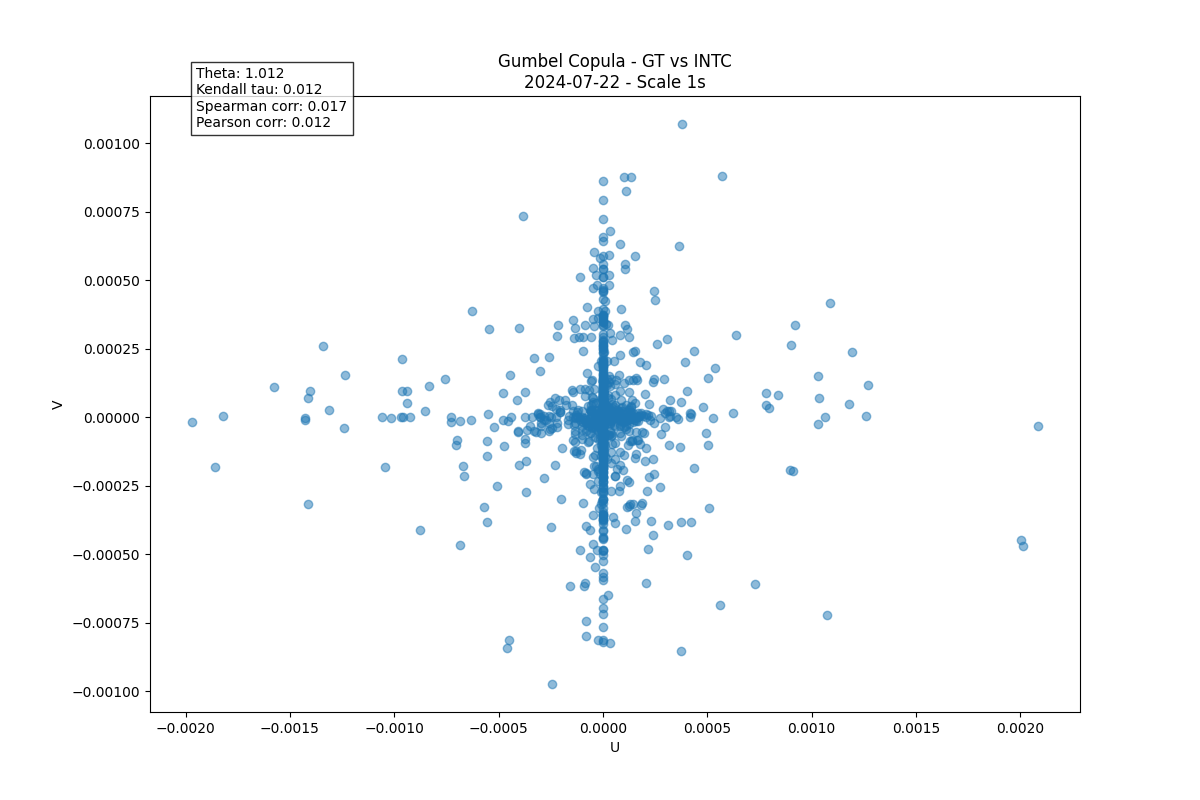 Gumbel Copula - GT vs INTC
2024-07-22 - Scale 1s
Theta: 1.012
Kendall tau: 0.012
Spearman corr: 0.017
Pearson corr: 0.012
0.00100
0.00075
0.00050
0.00025
0.00000
−0.00025
−0.00050
−0.00075
−0.00100
V
−0.0020 −0.0015 −0.0010 −0.0005 0.0000 0.0005 0.0010 0.0015 0.0020
U